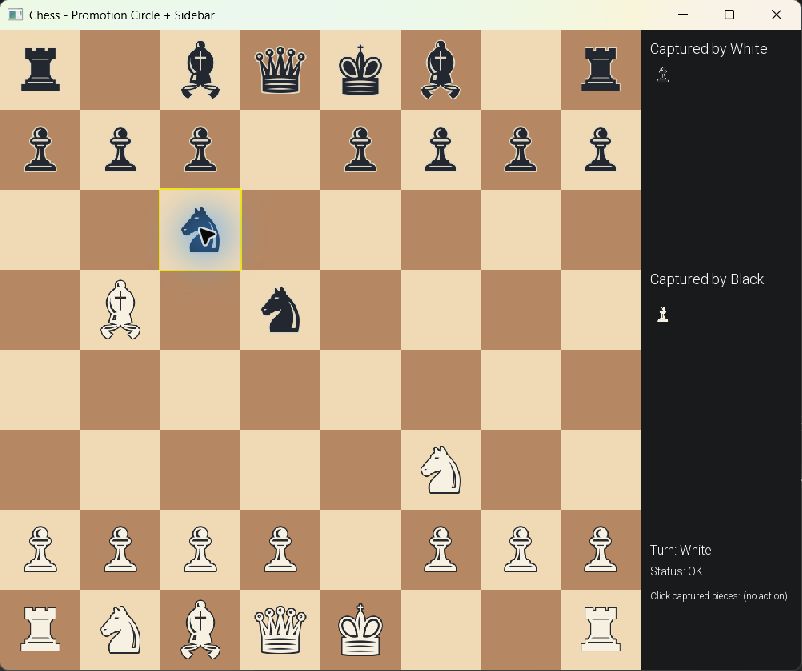 Chess - Promotion Circle + Sidebar
Captured by White
Captured by Black
Turn: White
Status: OK
Click captured pieces: (no action)